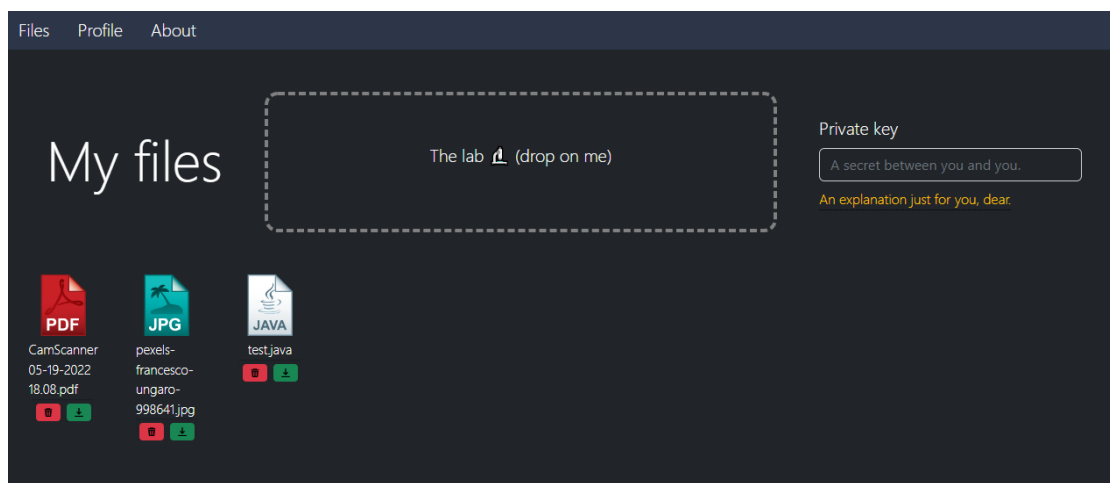 Files Profile About
My files
The lab 🔬 (drop on me)
Private key
A secret between you and you.
An explanation just for you, dear.
PDF
JPG
JAVA
CamScanner
05-19-2022
18.08.pdf
pexels-
francesco-
ungaro-
998641.jpg
test.java